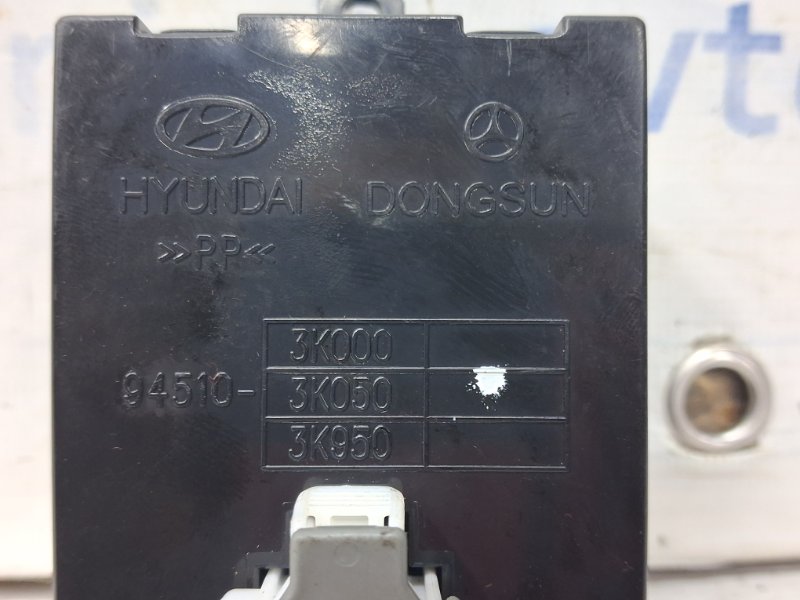 HYUNDAI DONGSUN
>>PP<<
3K000
94510- 3K050
3K950